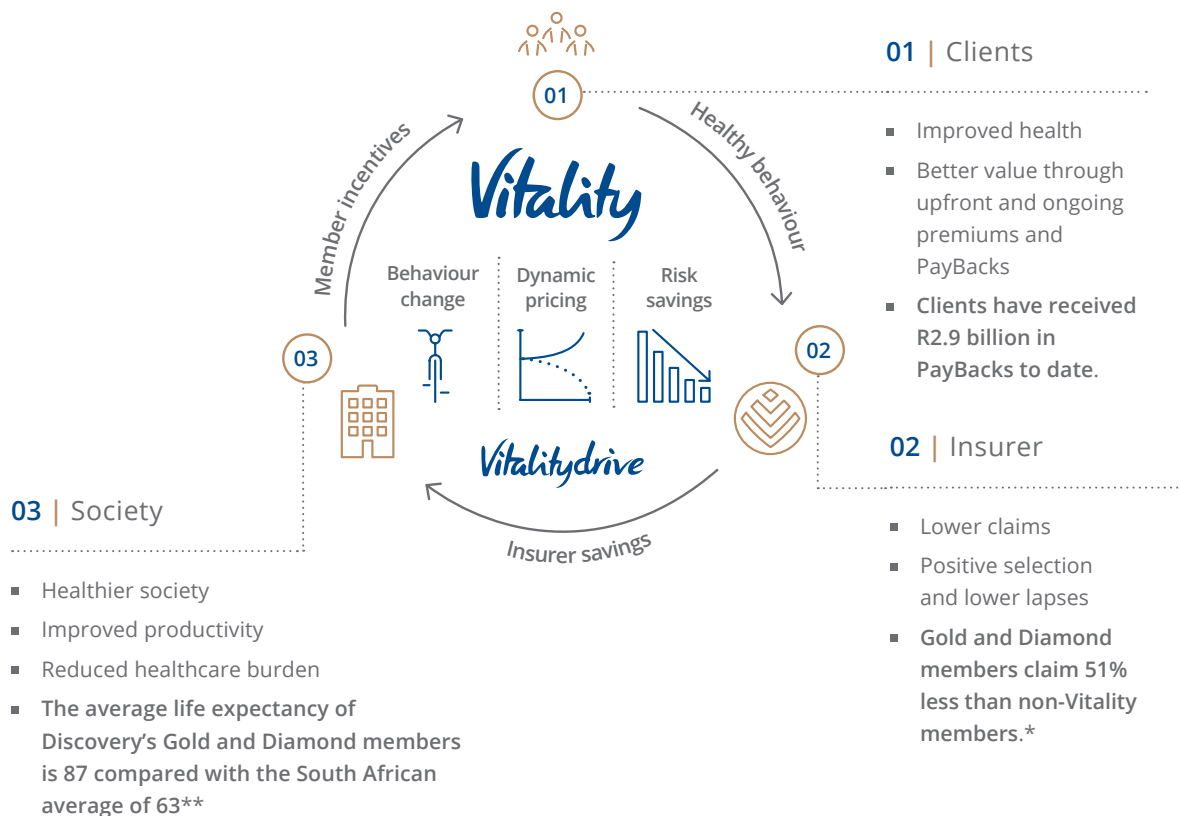 01 | Clients
01
Improved health
Better value through
upfront and ongoing
premiums and
PayBacks
Clients have received
R2.9 billion in
PayBacks to date.
Member incentives
Healthy behaviour
Vitality
Behaviour
change
Dynamic
pricing
Risk
savings
03
02
Vitalitydrive
Insurer savings
02 | Insurer
Lower claims
Positive selection
and lower lapses
Gold and Diamond
members claim 51%
less than non-Vitality
members.*
03 | Society
Healthier society
Improved productivity
Reduced healthcare burden
The average life expectancy of
Discovery's Gold and Diamond members
is 87 compared with the South African
average of 63**